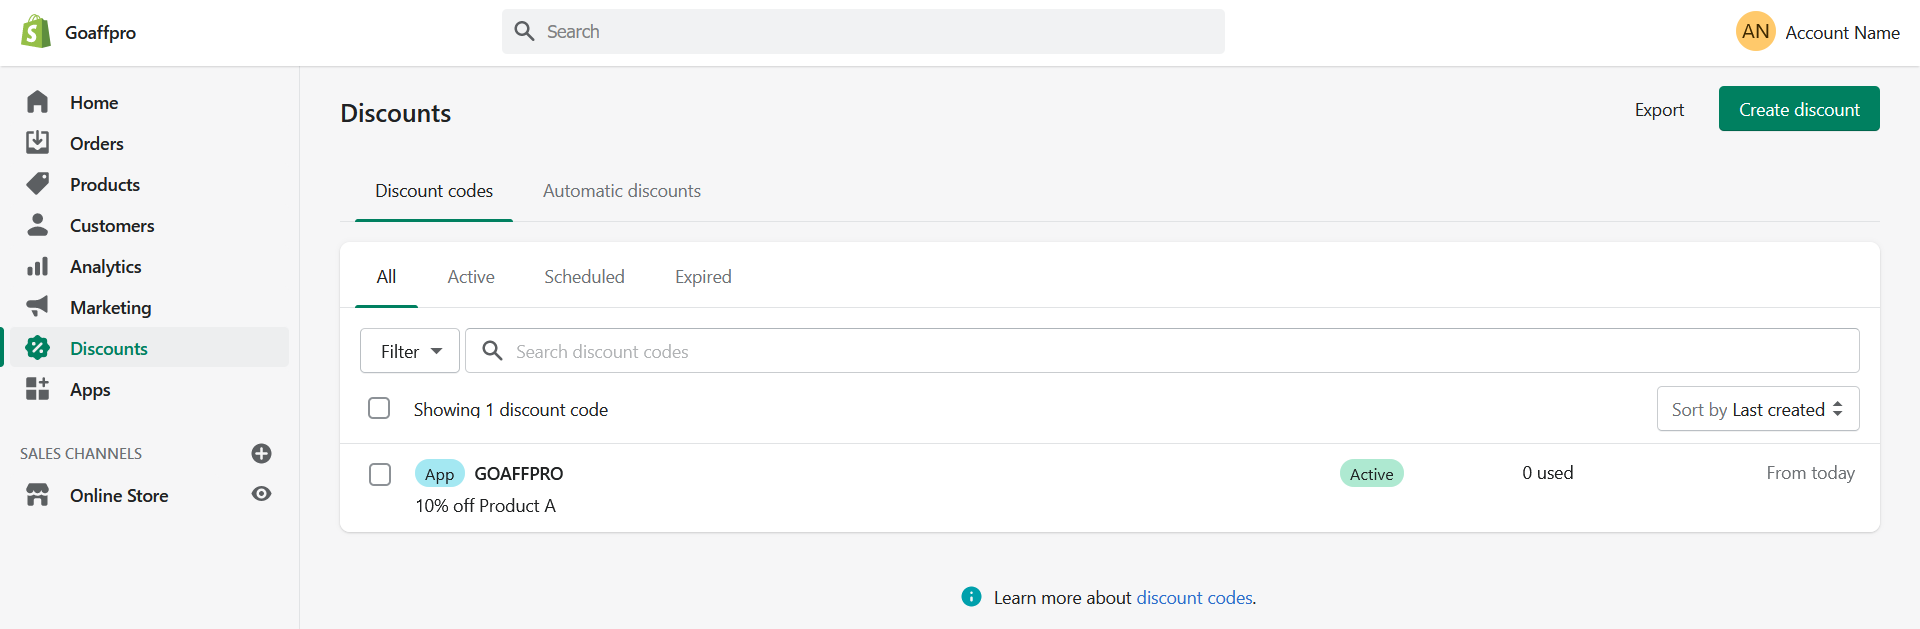 Goaffpro
Search
AN Account Name
Home
Orders
Products
Customers
Analytics
Marketing
Discounts
Apps
SALES CHANNELS
Online Store
Discounts
Export
Create discount
Discount codes Automatic discounts
All Active Scheduled Expired
Filter
Search discount codes
Showing 1 discount code
Sort by Last created
App GOAFFPRO Active 0 used From today
10% off Product A
Learn more about discount codes.